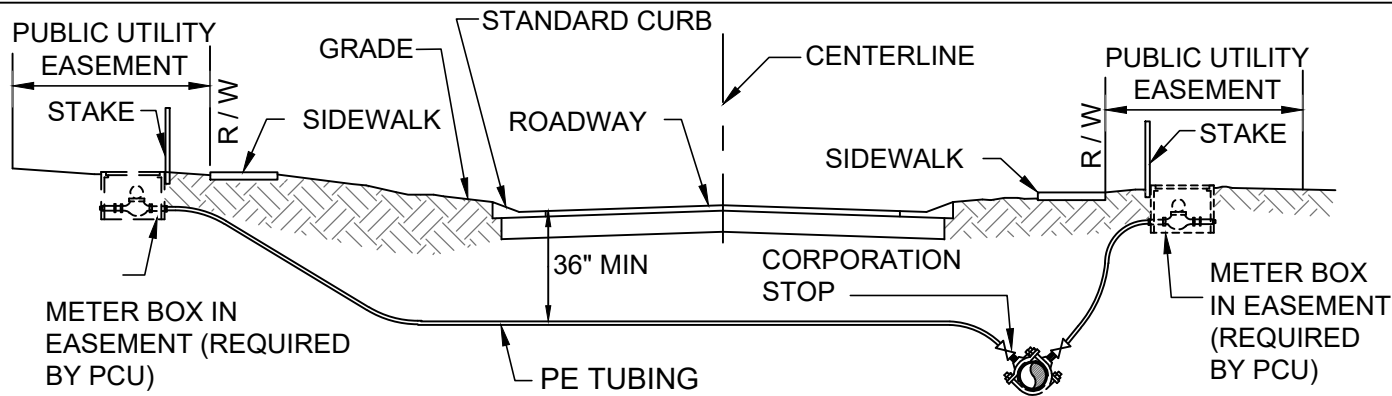 PUBLIC UTILITY
EASEMENT
STAKE
R / W
SIDEWALK
GRADE
STANDARD CURB
ROADWAY
CENTERLINE
SIDEWALK
R / W
PUBLIC UTILITY
EASEMENT
STAKE
36" MIN
CORPORATION
STOP
METER BOX IN
EASEMENT (REQUIRED
BY PCU)
PE TUBING
METER BOX
IN EASEMENT
(REQUIRED
BY PCU)